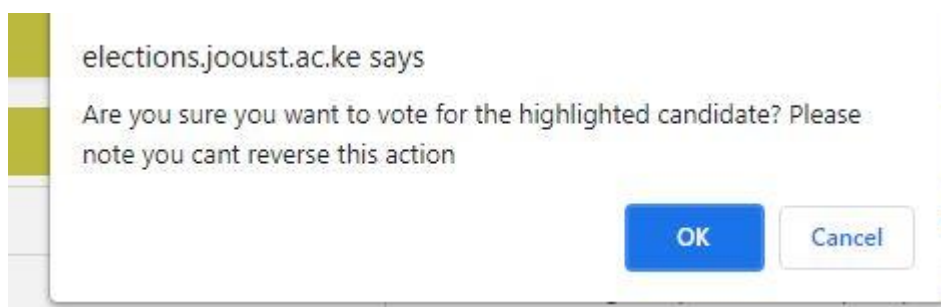 elections.jooust.ac.ke says
Are you sure you want to vote for the highlighted candidate? Please
note you cant reverse this action
OK
Cancel